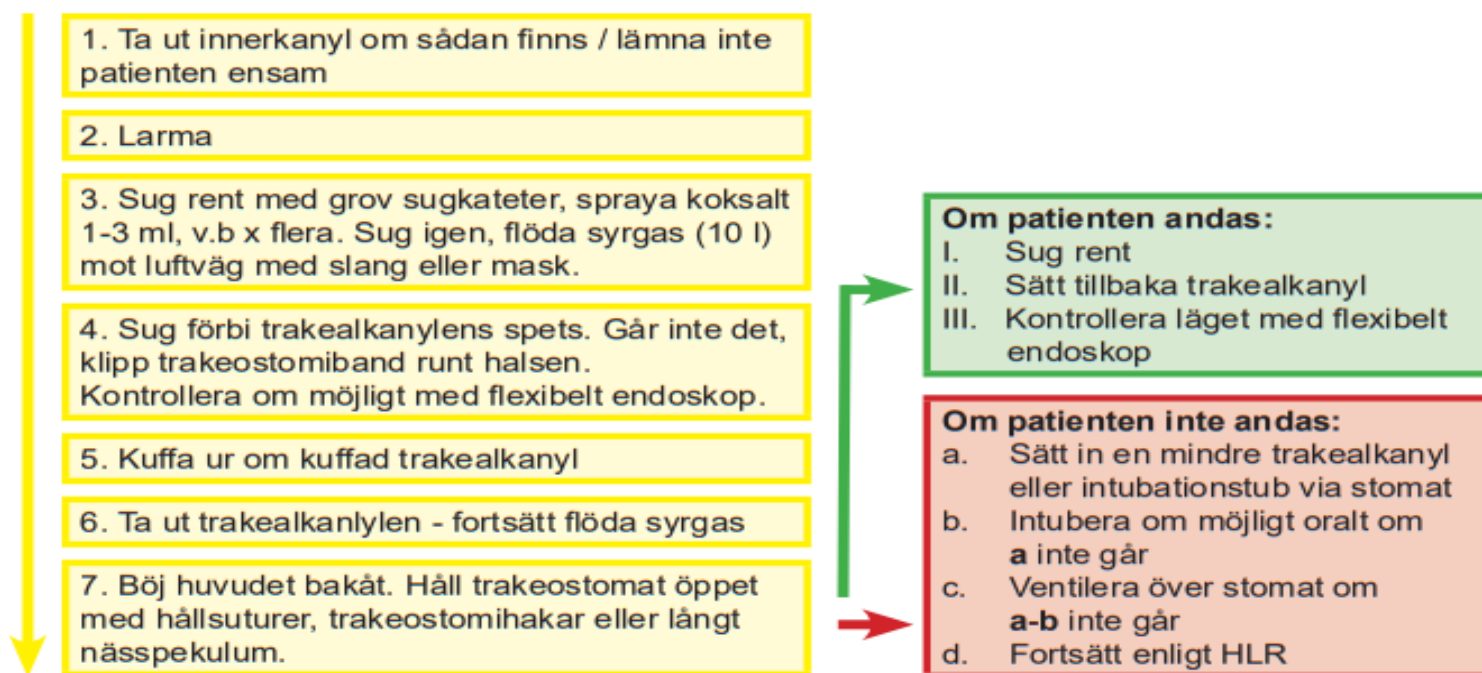 1. Ta ut innerkanyl om sådan finns / lämna inte
patienten ensam
2. Larma
3. Sug rent med grov sugkateter, spraya koksalt
1-3 ml, v.b x flera. Sug igen, flöda syrgas (10 l)
mot luftväg med slang eller mask.
4. Sug förbi trakealkanylens spets. Går inte det,
klipp trakeostomiband runt halsen.
Kontrollera om möjligt med flexibelt endoskop.
5. Kuffa ur om kuffad trakealkanyl
6. Ta ut trakealkanlylen - fortsätt flöda syrgas
7. Böj huvudet bakåt. Håll trakeostomat öppet
med hållsuturer, trakeostomihakar eller långt
nässpekulum.
Om patienten andas:
I. Sug rent
II. Sätt tillbaka trakealkanyl
III. Kontrollera läget med flexibelt
endoskop
Om patienten inte andas:
a. Sätt in en mindre trakealkanyl
eller intubationstub via stomat
b. Intubera om möjligt oralt om
a inte går
c. Ventilera över stomat om
a-b inte går
d. Fortsätt enligt HLR